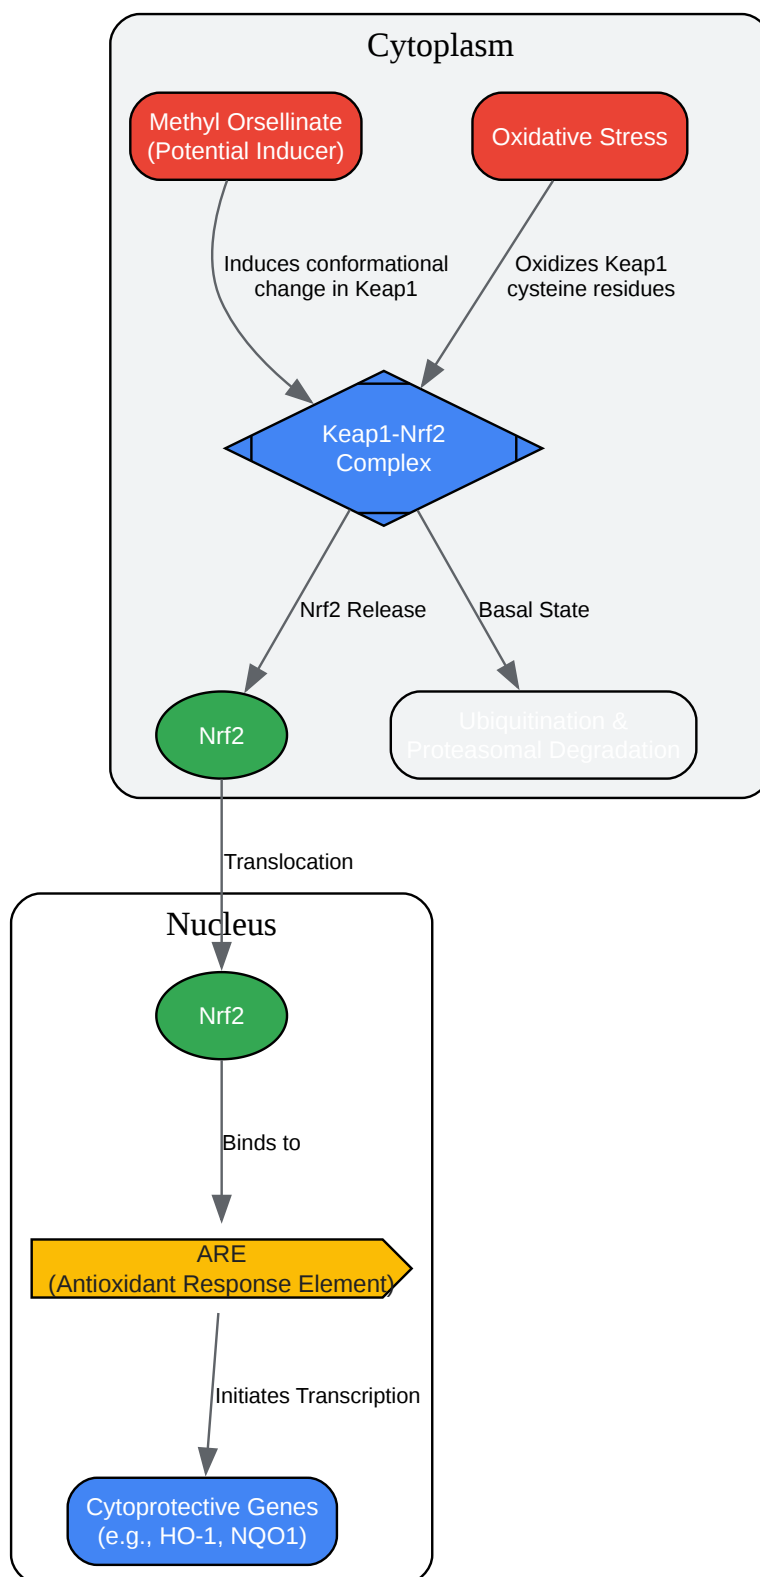 Cytoplasm
Methyl Orsellinate
(Potential Inducer)
Oxidative Stress
Induces conformational
change in Keap1
Oxidizes Keap1
cysteine residues
Keap1-Nrf2
Complex
Nrf2 Release
Basal State
Nrf2
Ubiquitination &
Proteasomal Degradation
Translocation
Nucleus
Nrf2
Binds to
ARE
(Antioxidant Response Element)
Initiates Transcription
Cytoprotective Genes
(e.g., HO-1, NQO1)